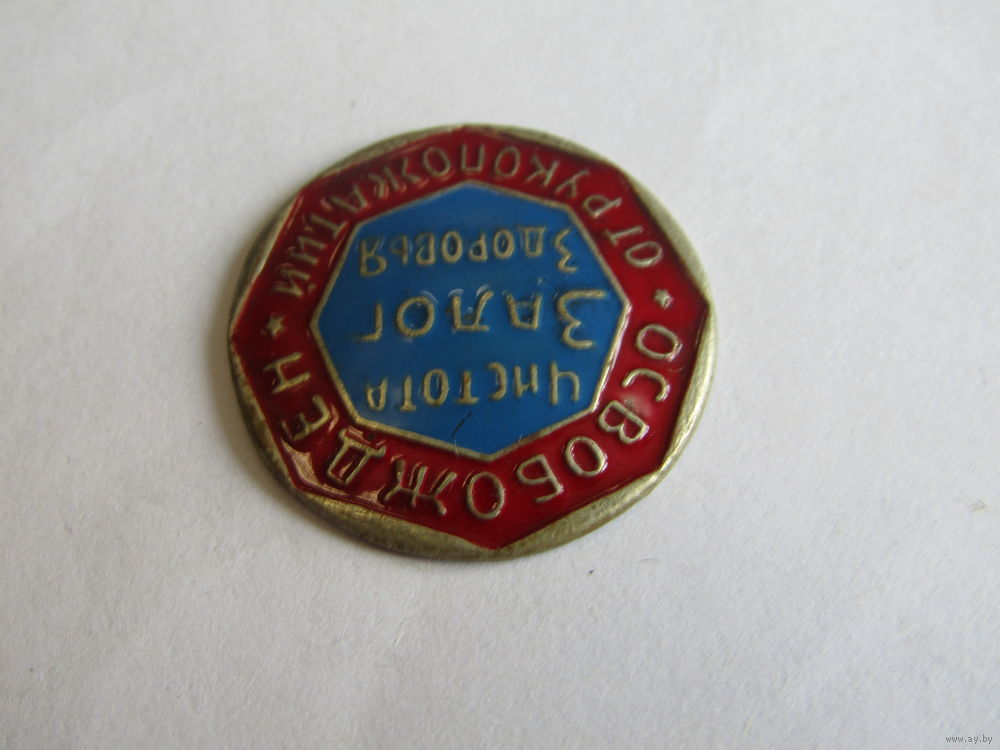 ОСВОБОЖДЕН
ОТ РУКОПОЖАТИЙ
ЧИСТОТА
ЗАЛОГ
ЗДОРОВЬЯ
www.ay.by